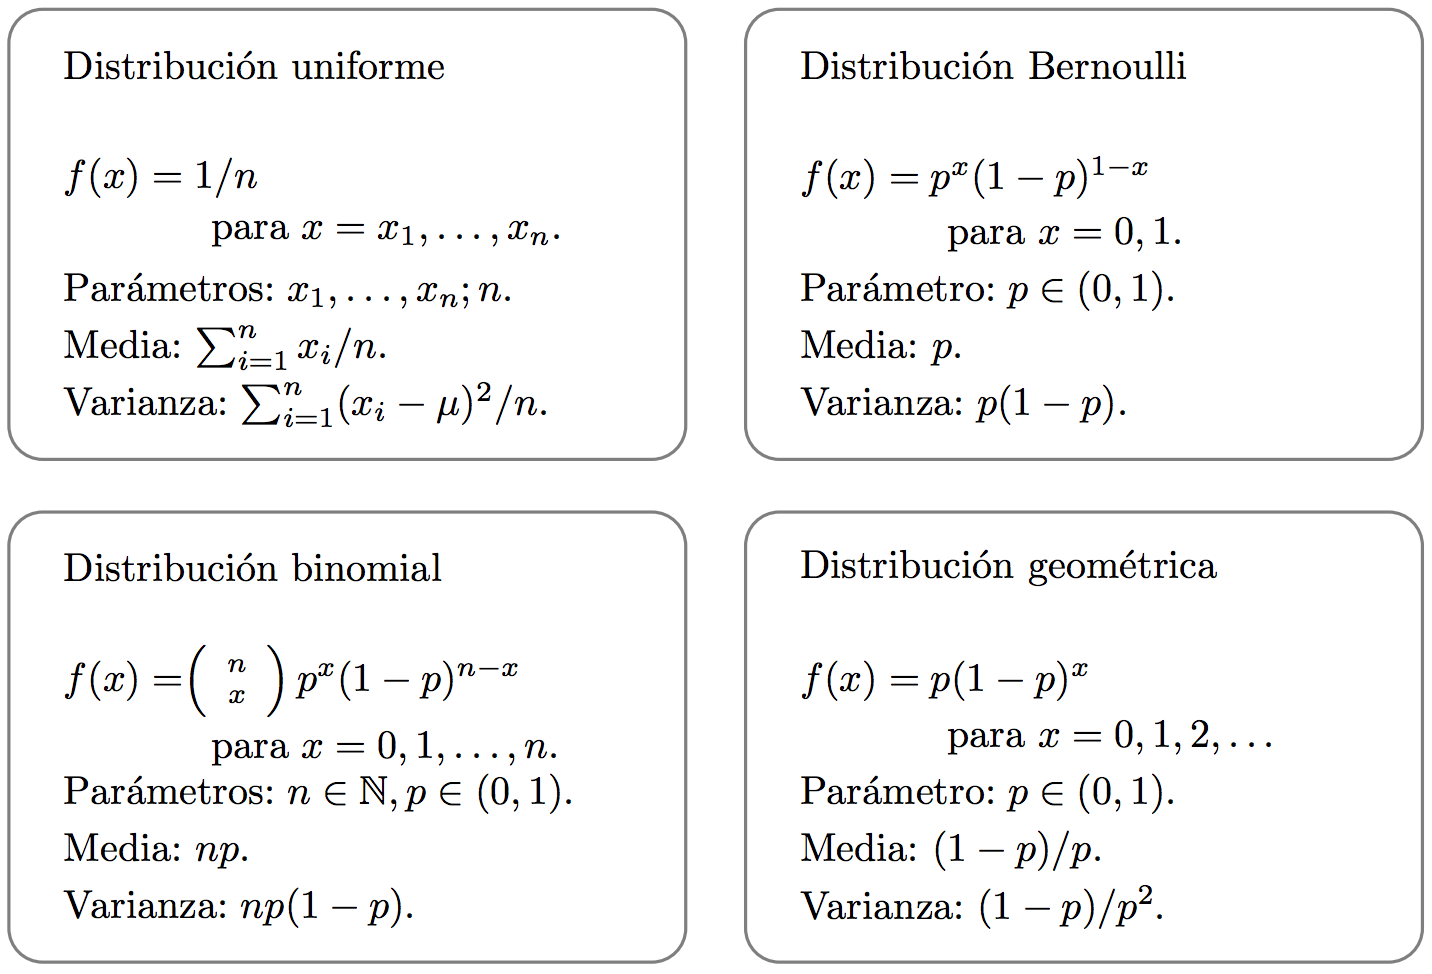 Distribución uniforme
f(x) = 1/n
para x = x₁, . . . , xₙ.
Parámetros: x₁, . . . , xₙ; n.
Media: ∑ⁿᵢ₌₁ xᵢ/n.
Varianza: ∑ⁿᵢ₌₁(xᵢ − μ)²/n.
Distribución Bernoulli
f(x) = pˣ(1 − p)¹⁻ˣ
para x = 0, 1.
Parámetro: p ∈ (0, 1).
Media: p.
Varianza: p(1 − p).
Distribución binomial
f(x) = (n x) pˣ(1 − p)ⁿ⁻ˣ
para x = 0, 1, . . . , n.
Parámetros: n ∈ ℕ, p ∈ (0, 1).
Media: np.
Varianza: np(1 − p).
Distribución geométrica
f(x) = p(1 − p)ˣ
para x = 0, 1, 2, . . .
Parámetro: p ∈ (0, 1).
Media: (1 − p)/p.
Varianza: (1 − p)/p².